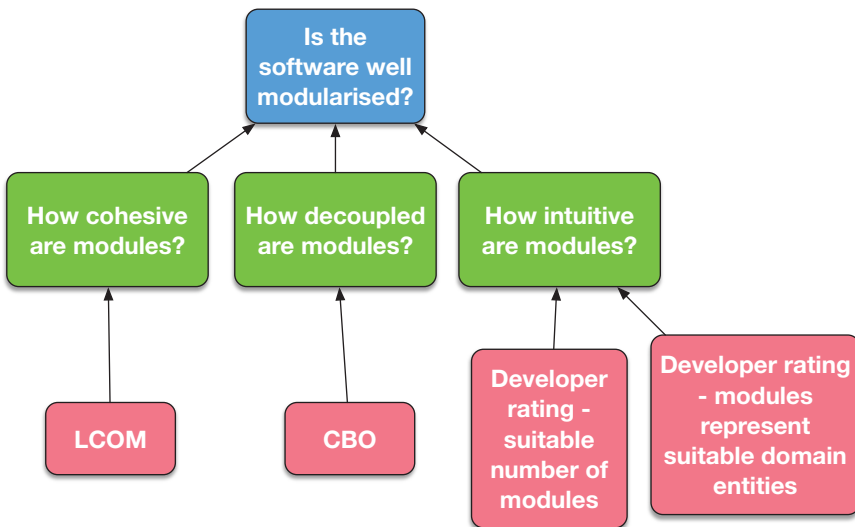 Is the
software well
modularised?
How cohesive
are modules?
How decoupled
are modules?
How intuitive
are modules?
LCOM
CBO
Developer
rating -
suitable
number of
modules
Developer rating
- modules
represent
suitable domain
entities